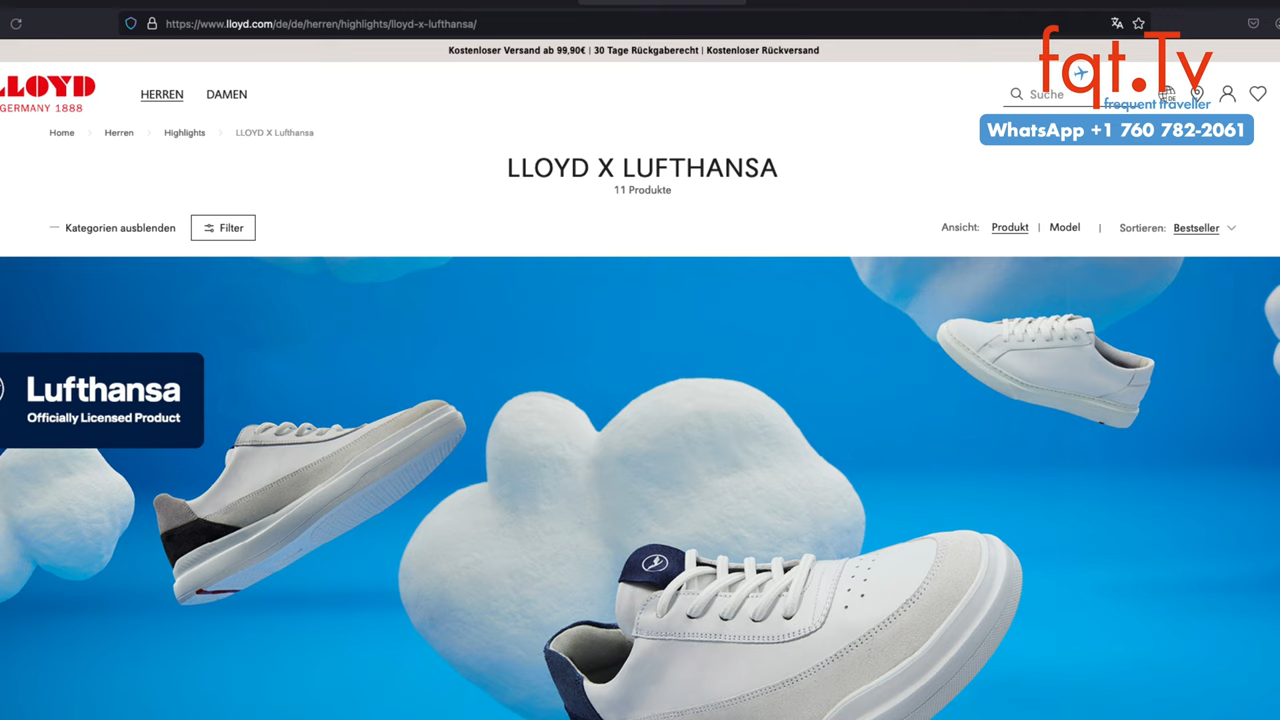 https://www.lloyd.com/de/de/herren/highlights/lloyd-x-lufthansa/
Kostenloser Versand ab 99,90€ | 30 Tage Rückgaberecht | Kostenloser Rückversand
fqt.Tv
frequent traveller
WhatsApp +1 760 782-2061
LLOYD
GERMANY 1888
HERREN
DAMEN
Suche
DE
Home
Herren
Highlights
LLOYD X Lufthansa
LLOYD X LUFTHANSA
11 Produkte
Kategorien ausblenden
Filter
Ansicht: Produkt | Model | Sortieren: Bestseller
Lufthansa
Officially Licensed Product